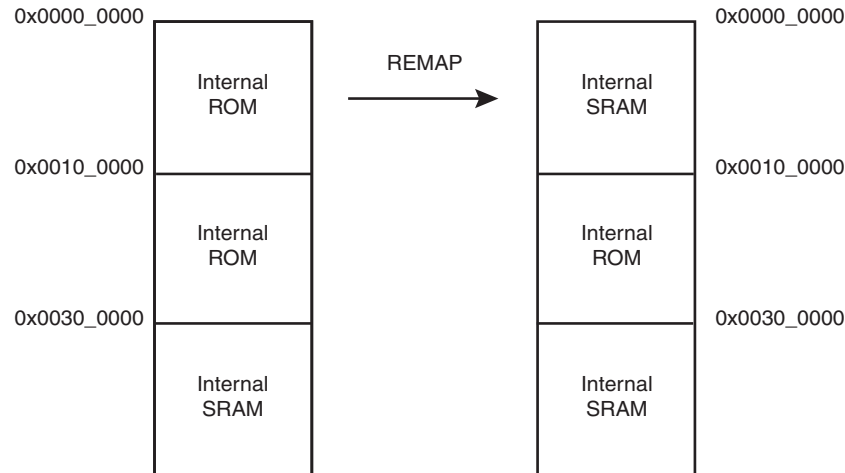 0x0000_0000
Internal
ROM
REMAP
Internal
SRAM
0x0000_0000
0x0010_0000
Internal
ROM
Internal
ROM
0x0010_0000
0x0030_0000
Internal
SRAM
Internal
SRAM
0x0030_0000